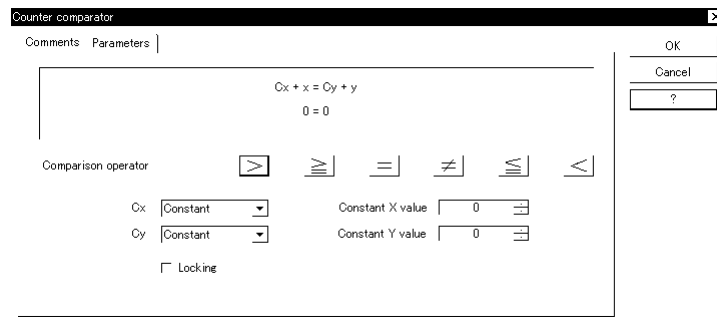 Counter comparator
Comments Parameters
OK
Cancel
?
Cx + x = Cy + y
0 = 0
Comparison operator > ≧ = ≠ ≦ <
Cx Constant Constant X value 0
Cy Constant Constant Y value 0
Locking